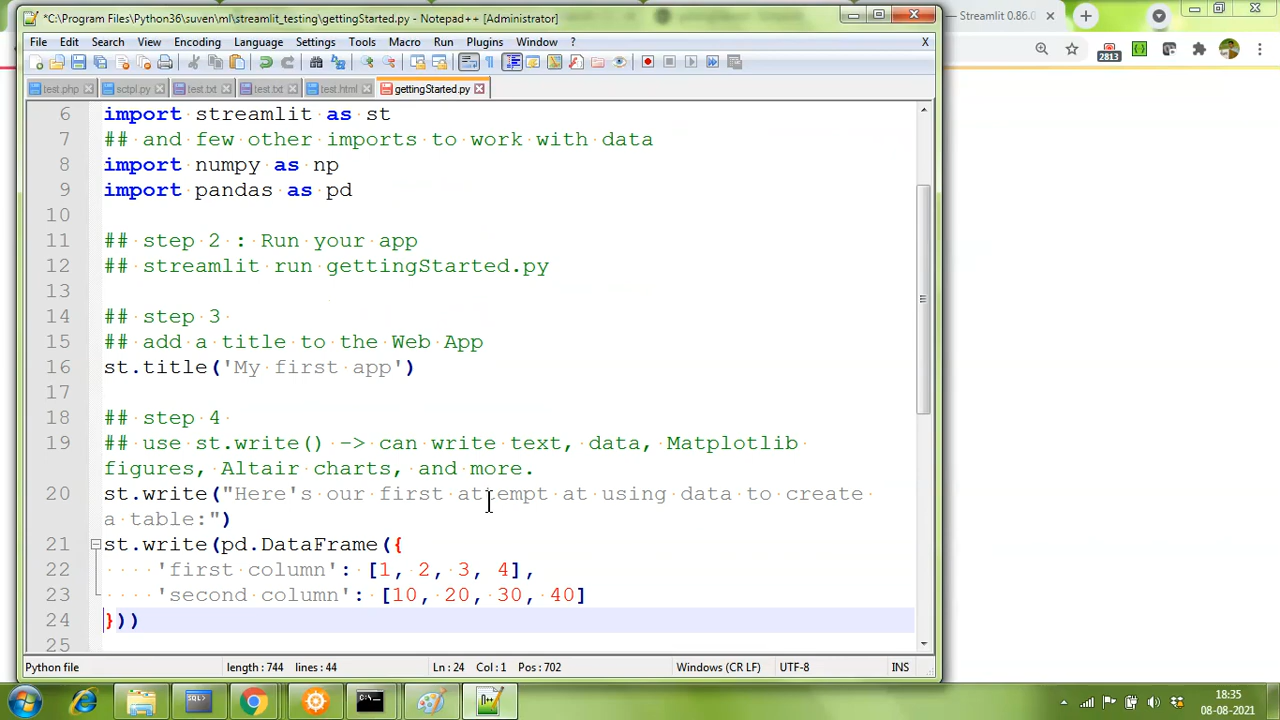 *C:\Program Files\Python36\suven\ml\streamlit_testing\gettingStarted.py - Notepad++ [Administrator]
- Streamlit 0.86.0
File Edit Search View Encoding Language Settings Tools Macro Run Plugins Window ? X
2813
test.php sctpl.py test.txt test.txt test.html gettingStarted.py
6 import streamlit as st
7 ## and few other imports to work with data
8 import numpy as np
9 import pandas as pd
10
11 ## step 2 : Run your app
12 ## streamlit run gettingStarted.py
13
14 ## step 3
15 ## add a title to the Web App
16 st.title('My first app')
17
18 ## step 4
19 ## use st.write() -> can write text, data, Matplotlib
figures, Altair charts, and more.
20 st.write("Here's our first attempt at using data to create
a table:")
21 st.write(pd.DataFrame({
22 'first column': [1, 2, 3, 4],
23 'second column': [10, 20, 30, 40]
24 }))
25
Python file length : 744 lines : 44 Ln : 24 Col : 1 Pos : 702 Windows (CR LF) UTF-8 INS
18:35
08-08-2021